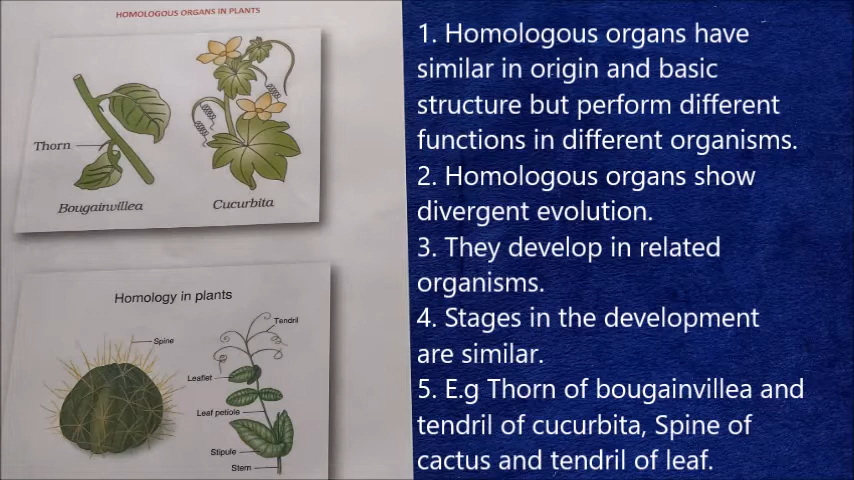 HOMOLOGOUS ORGANS IN PLANTS
Thorn
Bougainvillea
Cucurbita
Homology in plants
Spine
Tendril
Leaflet
Leaf petiole
Stipule
Stem
1. Homologous organs have
similar in origin and basic
structure but perform different
functions in different organisms.
2. Homologous organs show
divergent evolution.
3. They develop in related
organisms.
4. Stages in the development
are similar.
5. E.g Thorn of bougainvillea and
tendril of cucurbita, Spine of
cactus and tendril of leaf.